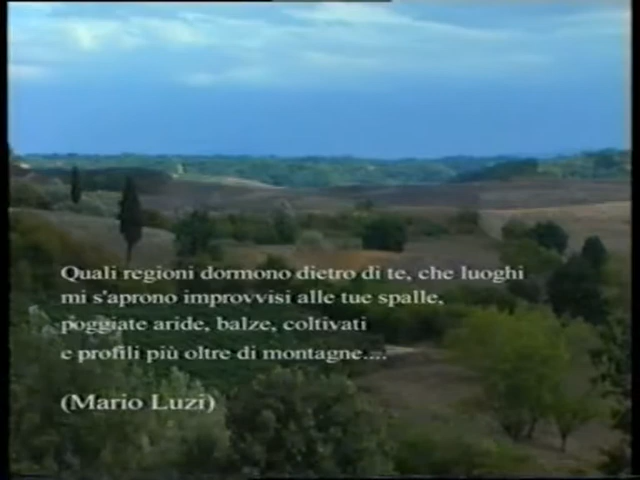 Quali regioni dormono dietro di te, che luoghi
mi s'aprono improvvisi alle tue spalle,
poggiate aride, balze, coltivati
e profili più oltre di montagne....
(Mario Luzi)